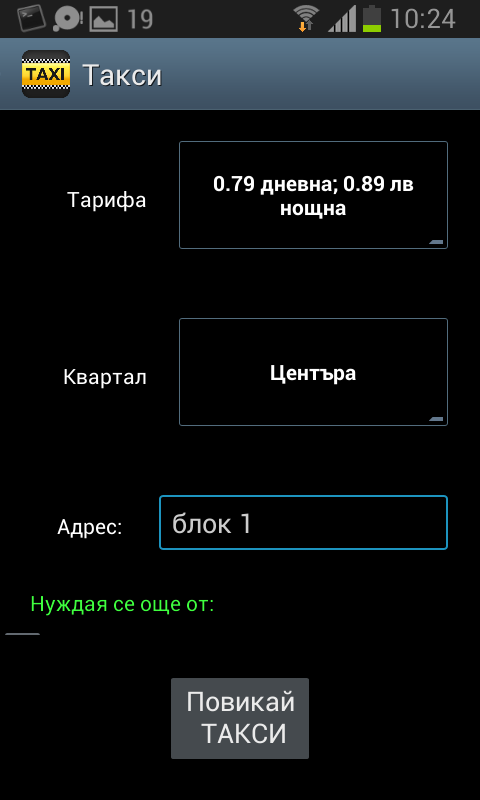 19
10:24
TAXI
Такси
Тарифа
0.79 дневна; 0.89 лв
нощна
Квартал
Центъра
Адрес:
блок 1
Нуждая се още от:
Повикай
ТАКСИ